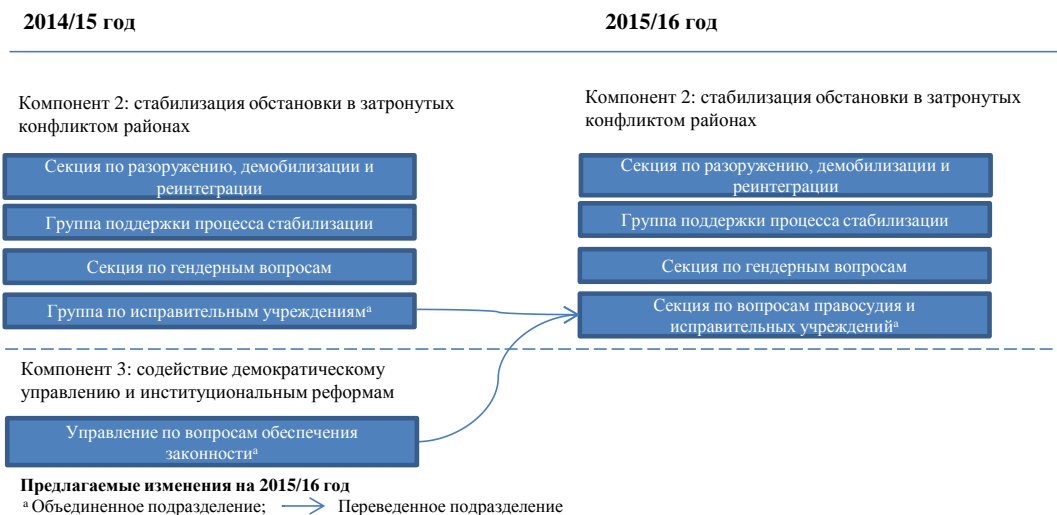 2014/15 год
2015/16 год
Компонент 2: стабилизация обстановки в затронутых
конфликтом районах
Секция по разоружению, демобилизации и
реинтеграции
Группа поддержки процесса стабилизации
Секция по гендерным вопросам
Группа по исправительным учреждениямᵃ
Компонент 3: содействие демократическому
управлению и институциональным реформам
Управление по вопросам обеспечения
законностиᵃ
Компонент 2: стабилизация обстановки в затронутых
конфликтом районах
Секция по разоружению, демобилизации и
реинтеграции
Группа поддержки процесса стабилизации
Секция по гендерным вопросам
Секция по вопросам правосудия и
исправительных учрежденийᵃ
Предлагаемые изменения на 2015/16 год
ᵃ Объединенное подразделение; Переведенное подразделение